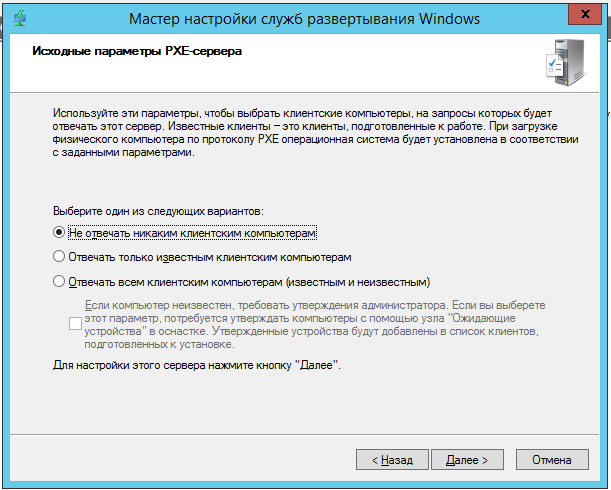 Мастер настройки служб развертывания Windows
x
Исходные параметры PXE-сервера
Используйте эти параметры, чтобы выбрать клиентские компьютеры, на запросы которых будет
отвечать этот сервер. Известные клиенты – это клиенты, подготовленные к работе. При загрузке
физического компьютера по протоколу PXE операционная система будет установлена в соответствии
с заданными параметрами.
Выберите один из следующих вариантов:
Не отвечать никаким клиентским компьютерам
Отвечать только известным клиентским компьютерам
Отвечать всем клиентским компьютерам (известным и неизвестным)
Если компьютер неизвестен, требовать утверждения администратора. Если вы выберете
этот параметр, потребуется утверждать компьютеры с помощью узла "Ожидающие
устройства" в оснастке. Утвержденные устройства будут добавлены в список клиентов,
подготовленных к установке.
Для настройки этого сервера нажмите кнопку "Далее".
< Назад
Далее >
Отмена